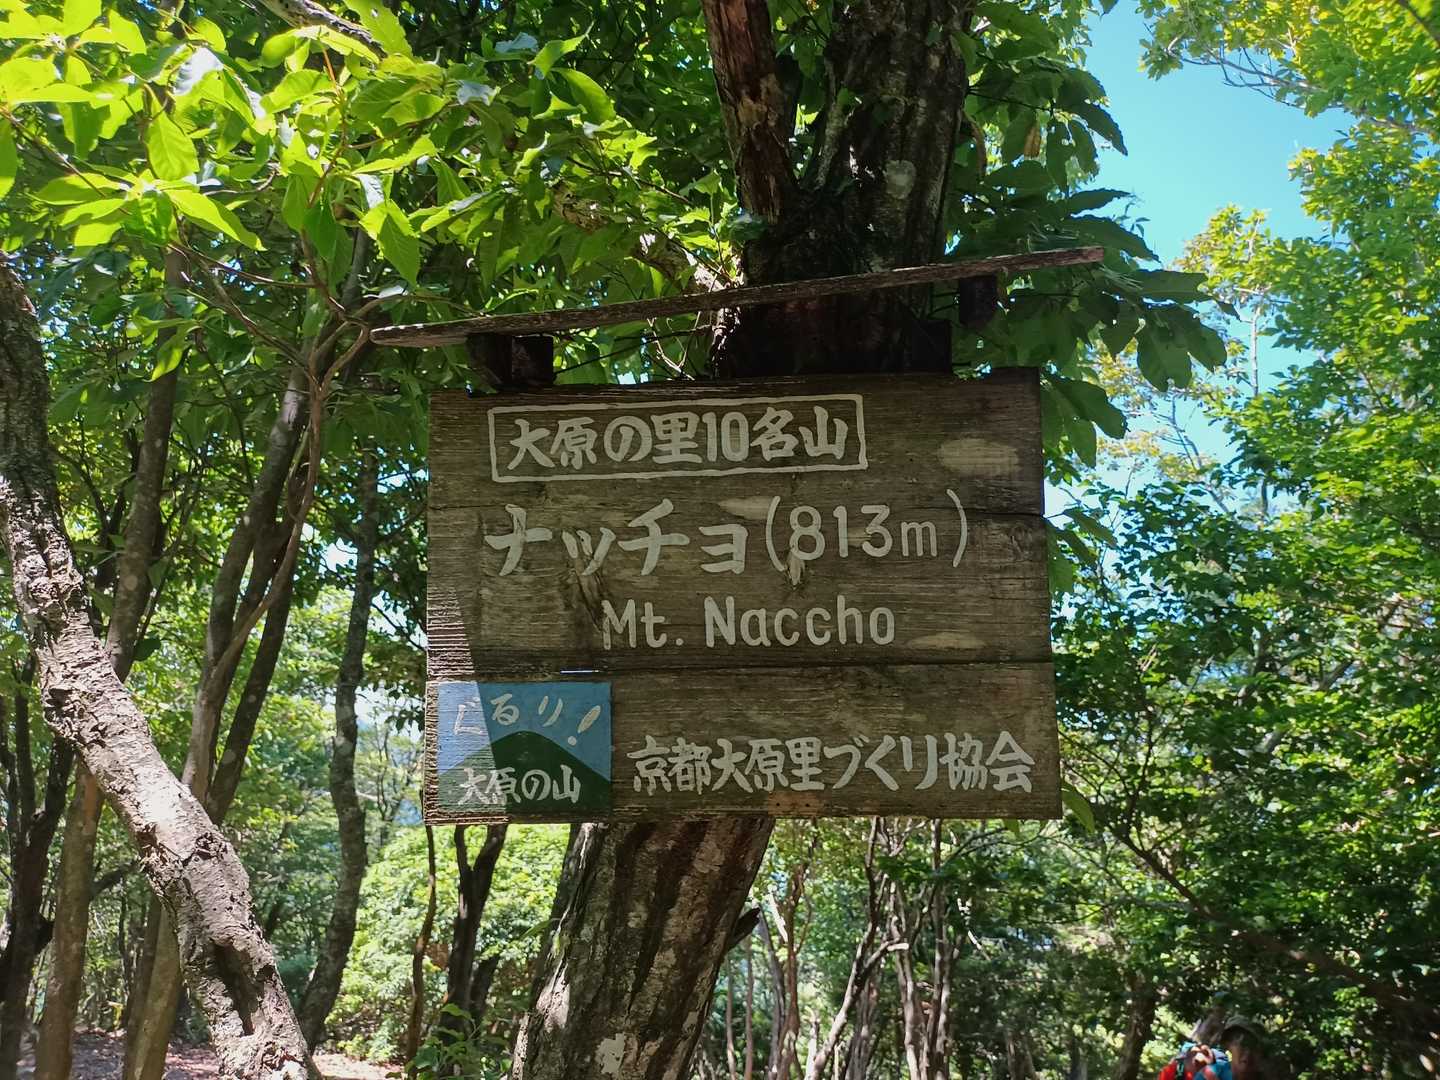 大原の里10名山
ナッチョ(813m)
Mt. Naccho
ぐるり!
大原の山
京都大原里づくり協会